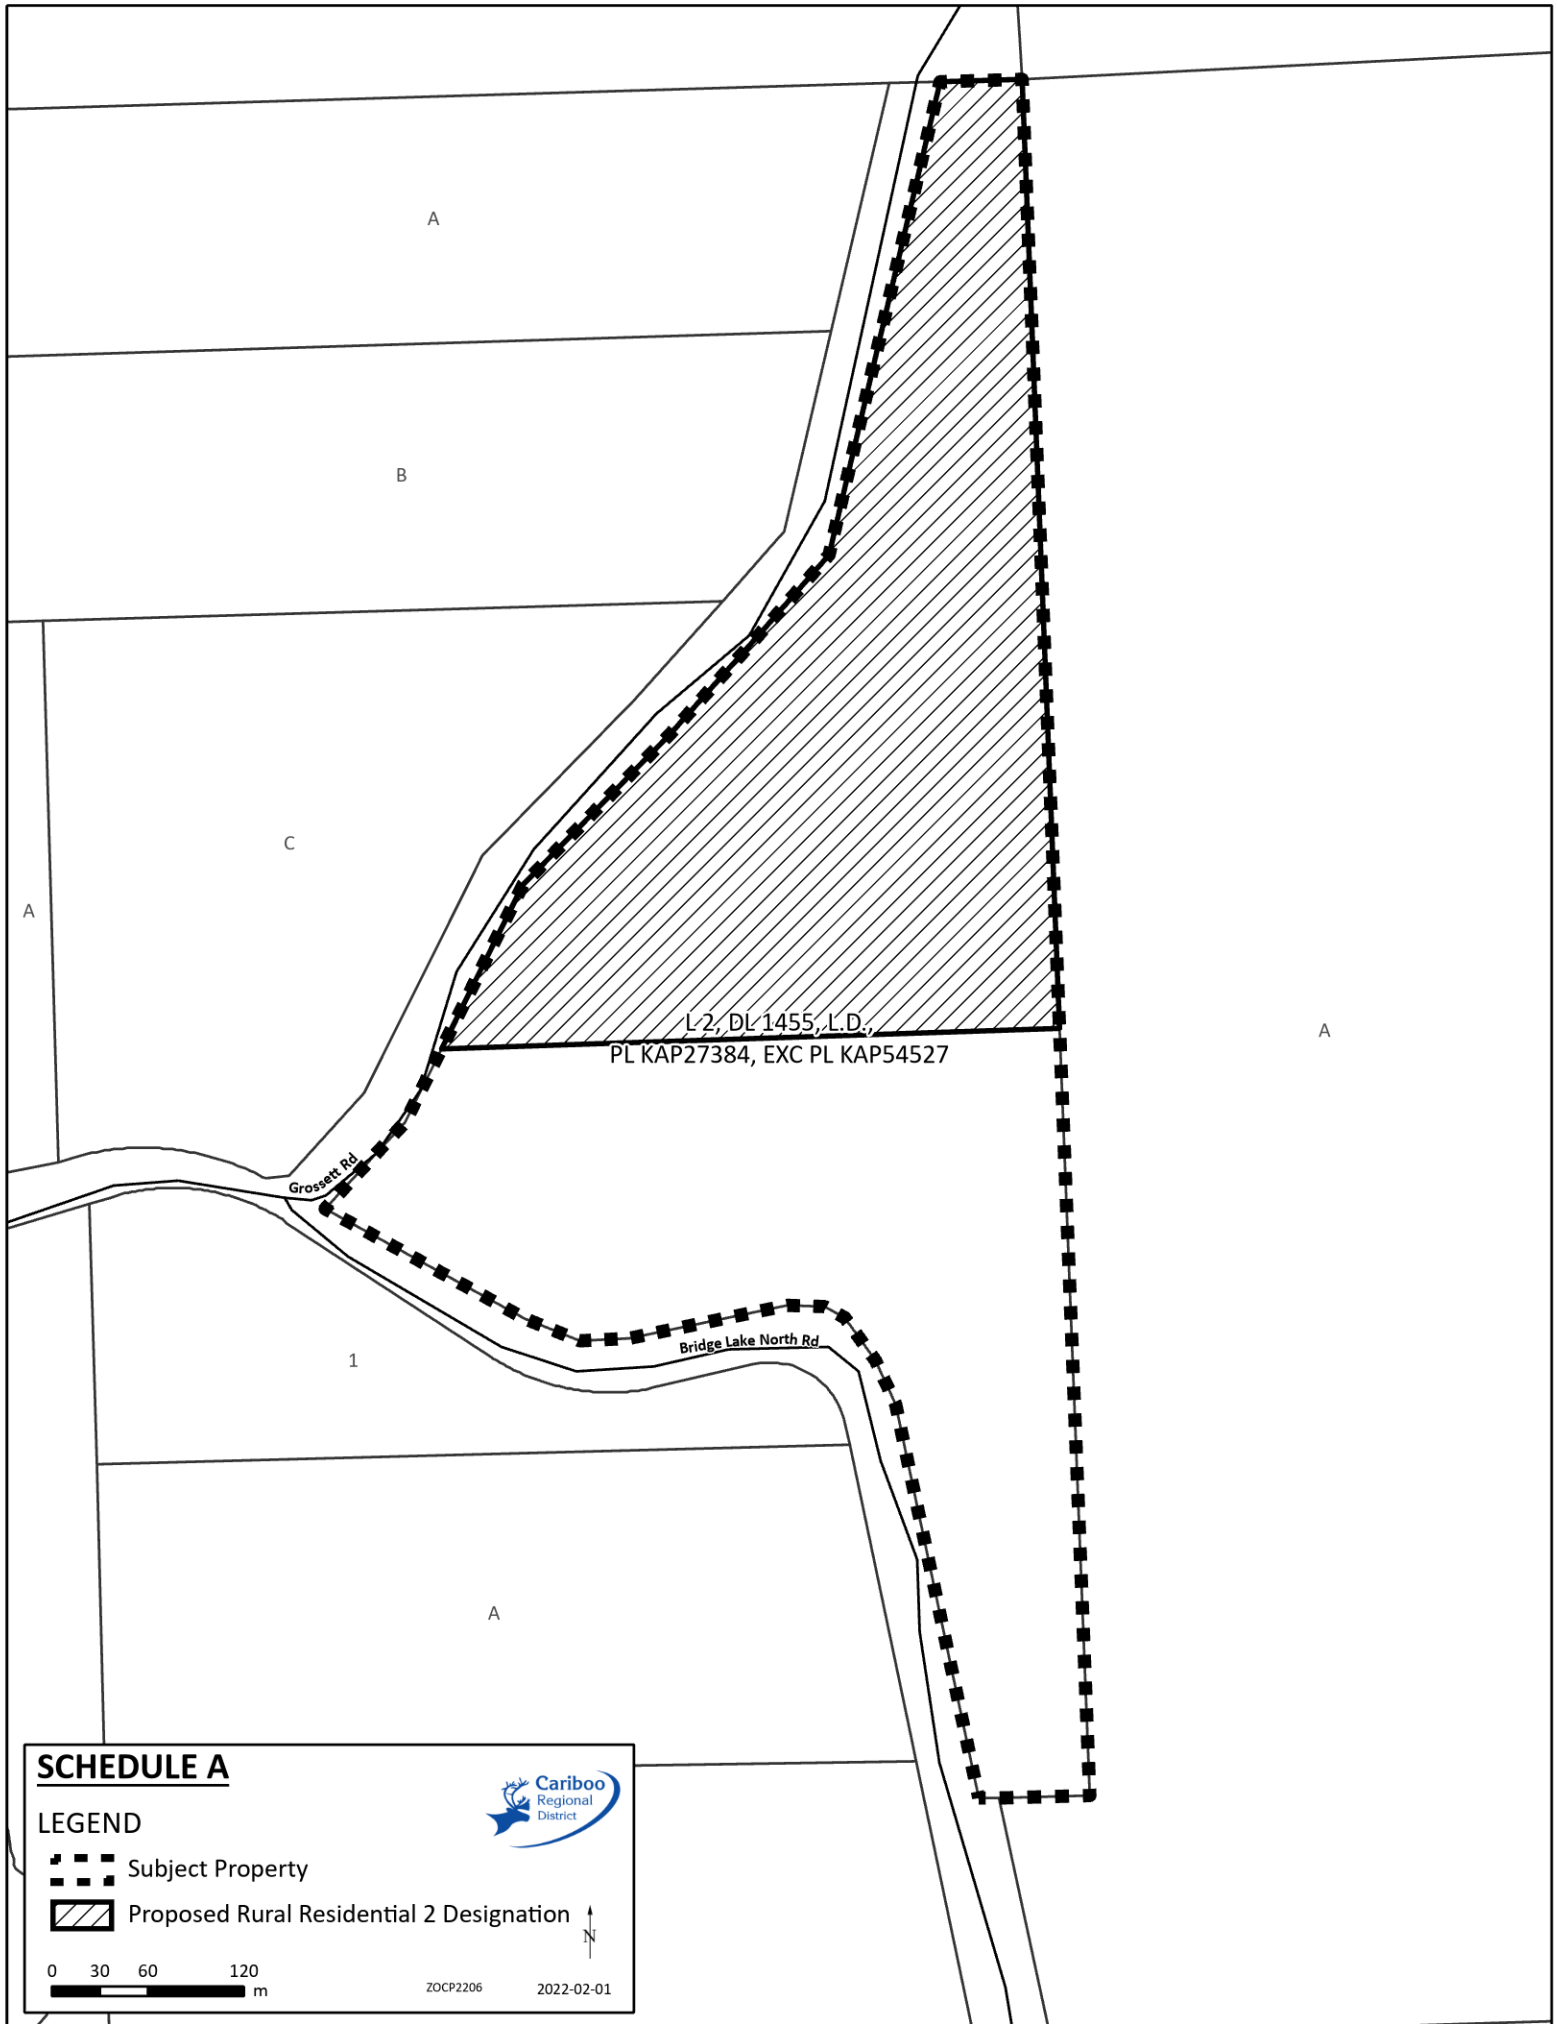 A
B
C
A
L 2, DL 1455, L.D.,
PL KAP27384, EXC PL KAP54527
A
Grossett Rd
Bridge Lake North Rd
1
A
SCHEDULE A
Cariboo
Regional
District
LEGEND
Subject Property
Proposed Rural Residential 2 Designation
N
0 30 60 120
m
ZOCP2206 2022-02-01